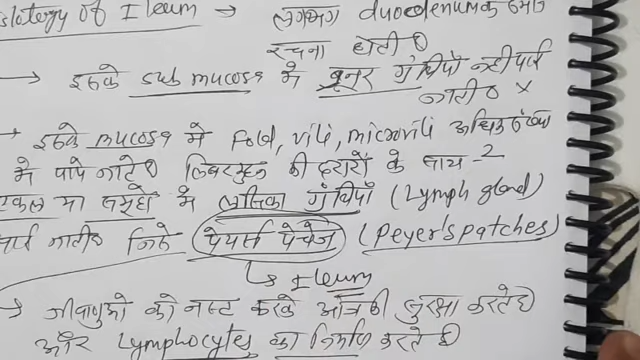 Histology of Ileum → लगभग duodenum के समान
रचना होती है
→ इसके sub mucosa में ब्रूनर ग्रंथियाँ नहीं पाई
जाती है ×
→ इसके mucosa में Fold, villi, microvilli अधिक संख्या
में पाये जाते है लिबरकुन की दरारों के साथ-2
एकल या समूहों में लसिका ग्रंथियाँ (Lymph gland)
पाई जाती है जिसे पेयर्स पेचेज (Peyer's patches)
↳ Ileum
→ जीवाणुओ को नस्ट करके आँत की सुरक्षा करते है
और Lymphocytes का निर्माण करते है